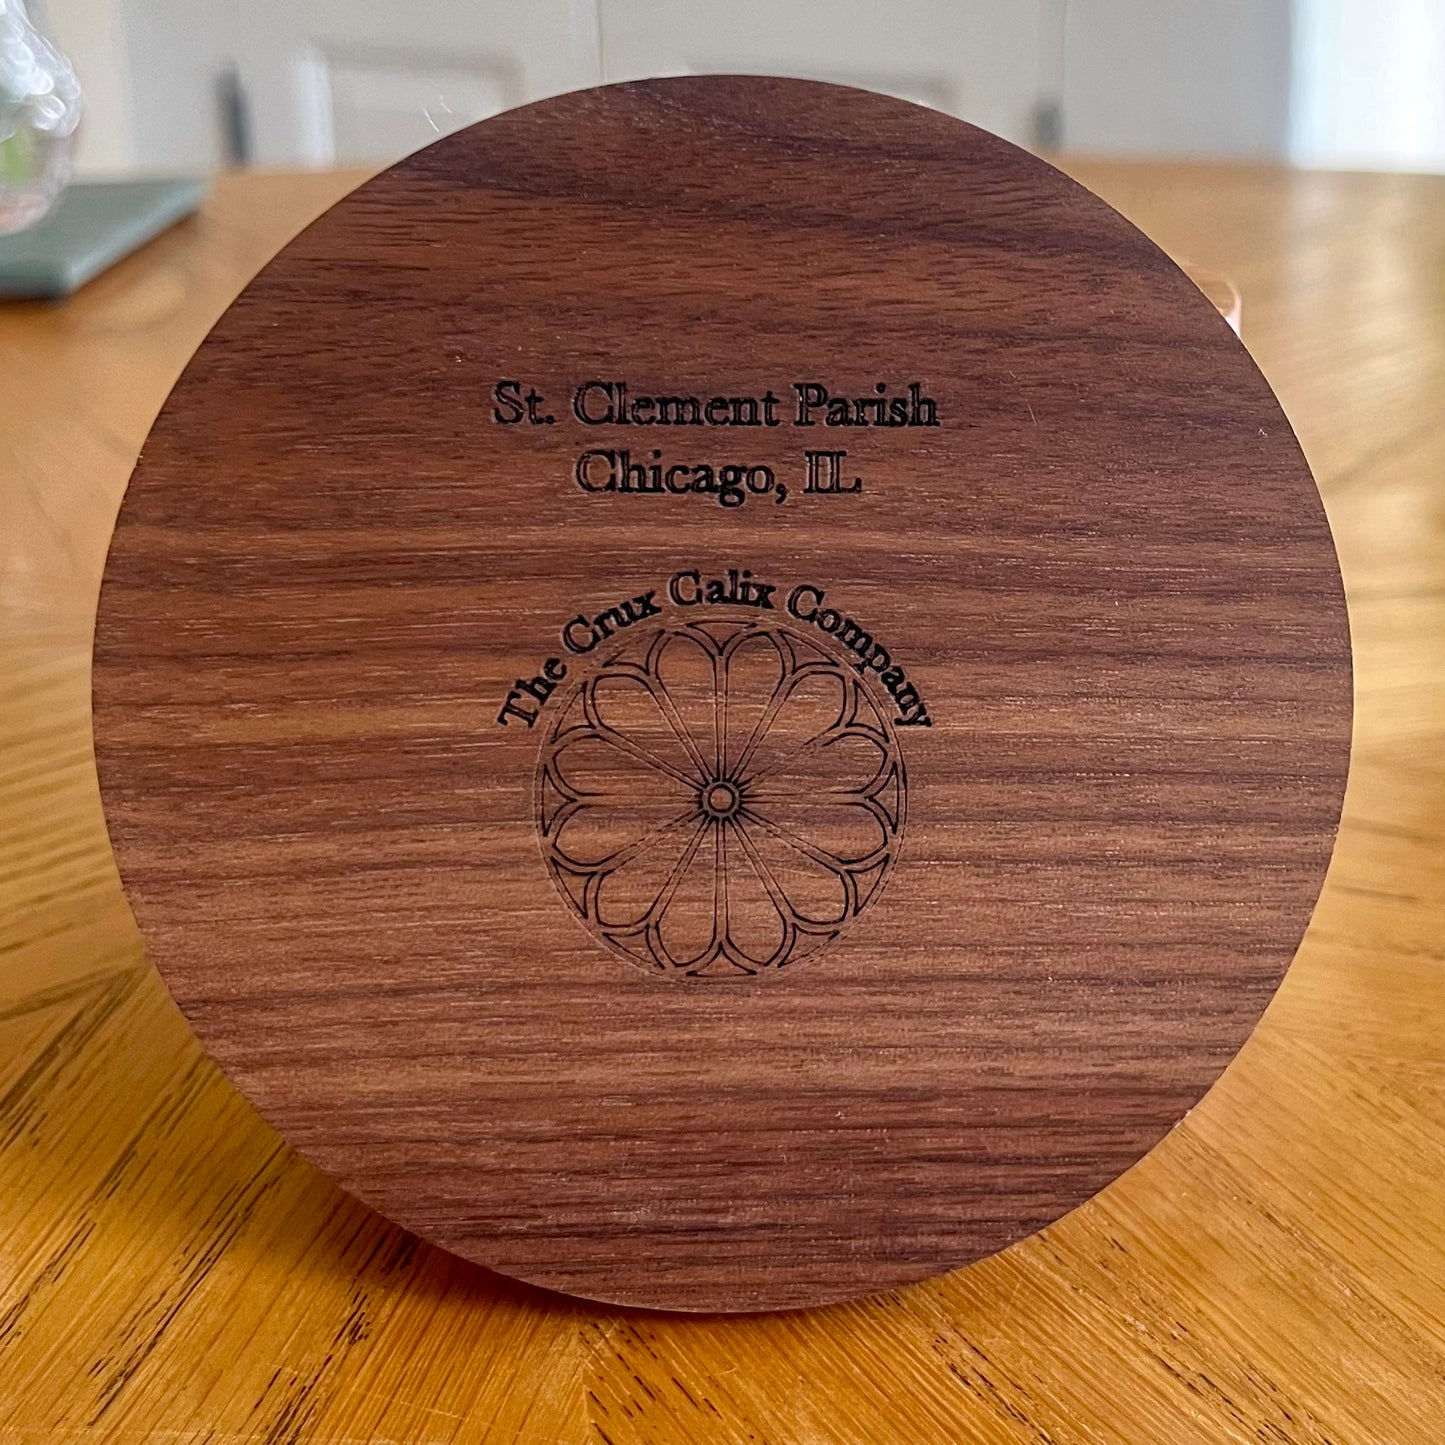 St. Clement Parish
Chicago, IL
The Crux Calix Company